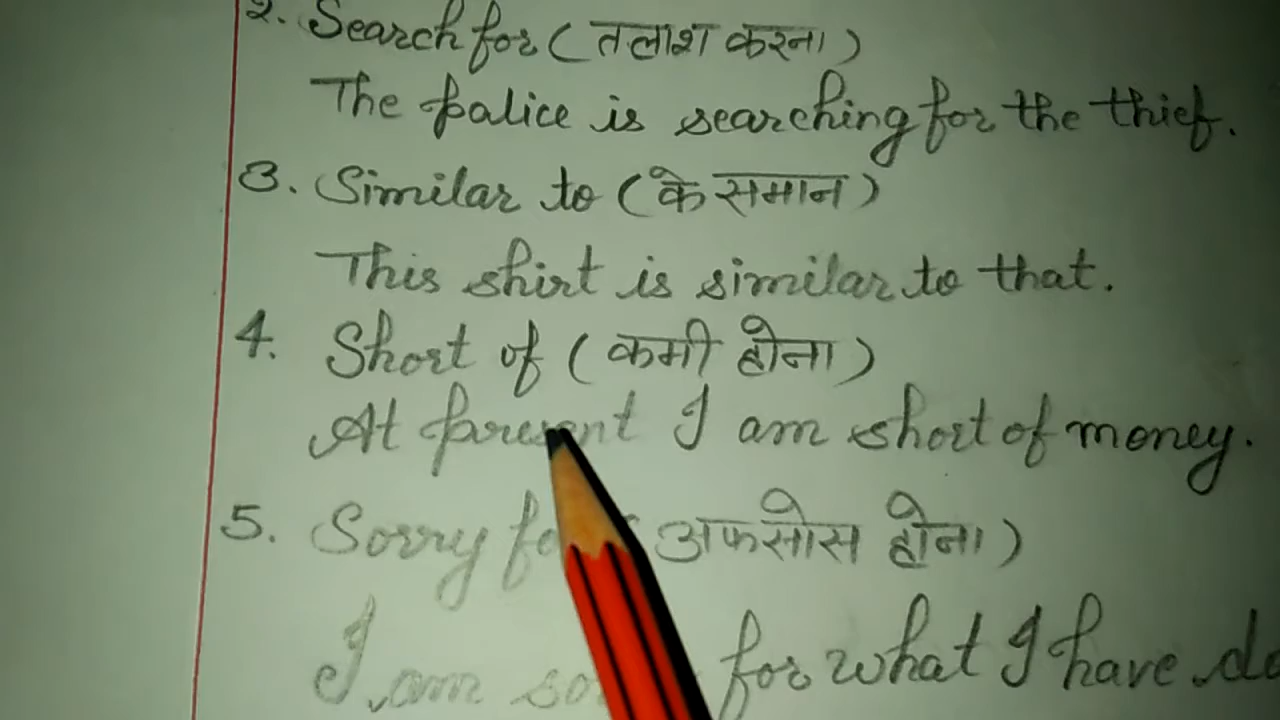 2. Search for ( तलाश करना )
The palice is searching for the thief.
3. Similar to ( के समान )
This shirt is similar to that.
4. Short of ( कमी होना )
At present I am short of money.
5. Sorry ( अफसोस होना )
I am for what I have